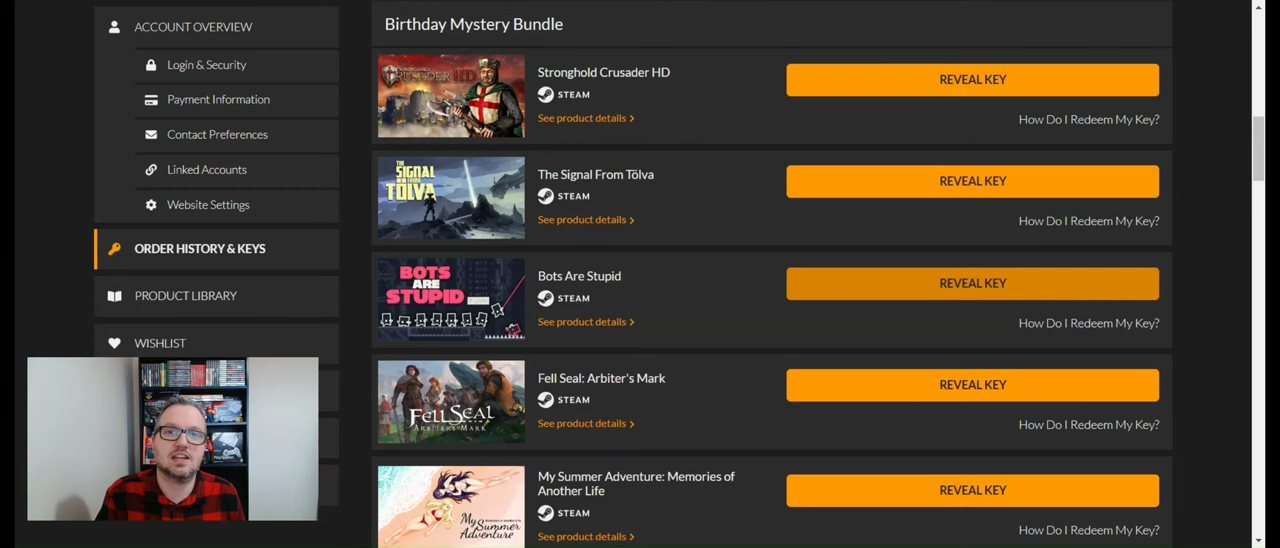 ACCOUNT OVERVIEW
Login & Security
Payment Information
Contact Preferences
Linked Accounts
Website Settings
ORDER HISTORY & KEYS
PRODUCT LIBRARY
WISHLIST
Birthday Mystery Bundle
STRONGHOLD
CRUSADER HD
Stronghold Crusader HD
STEAM
See product details >
REVEAL KEY
How Do I Redeem My Key?
THE
SIGNAL
FROM
TÖLVA
The Signal From Tölva
STEAM
See product details >
REVEAL KEY
How Do I Redeem My Key?
BOTS
ARE
STUPID
Bots Are Stupid
STEAM
See product details >
REVEAL KEY
How Do I Redeem My Key?
FELL SEAL
ARBITER'S MARK
Fell Seal: Arbiter's Mark
STEAM
See product details >
REVEAL KEY
How Do I Redeem My Key?
My Summer
Adventure
My Summer Adventure: Memories of
Another Life
STEAM
See product details >
REVEAL KEY
How Do I Redeem My Key?